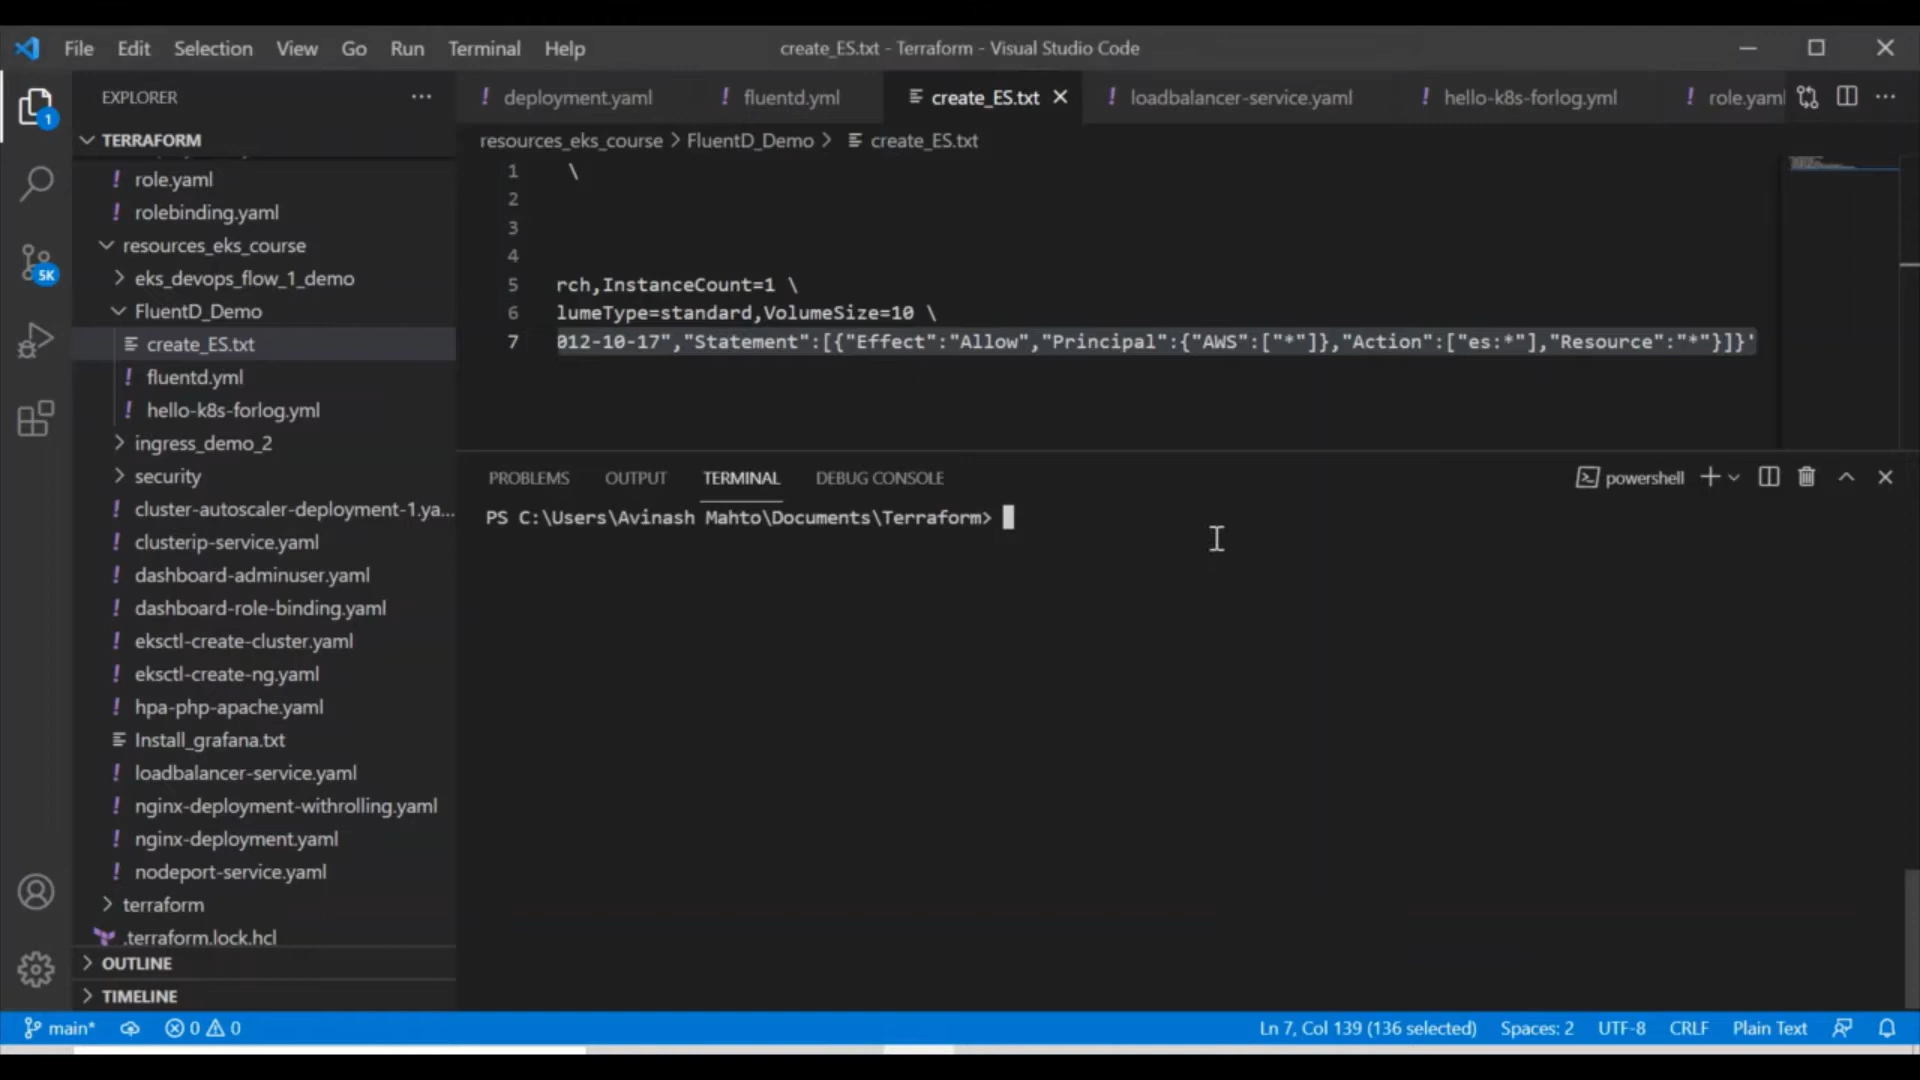 File Edit Selection View Go Run Terminal Help
create_ES.txt - Terraform - Visual Studio Code
EXPLORER
deployment.yaml
fluentd.yml
create_ES.txt
loadbalancer-service.yaml
hello-k8s-forlog.yml
role.yaml
resources_eks_course > FluentD_Demo > create_ES.txt
1
TERRAFORM
role.yaml
rolebinding.yaml
resources_eks_course
eks_devops_flow_1_demo
FluentD_Demo
create_ES.txt
fluentd.yml
hello-k8s-forlog.yml
ingress_demo_2
security
cluster-autoscaler-deployment-1.ya...
clusterip-service.yaml
dashboard-adminuser.yaml
dashboard-role-binding.yaml
eksctl-create-cluster.yaml
eksctl-create-ng.yaml
hpa-php-apache.yaml
Install_grafana.txt
loadbalancer-service.yaml
nginx-deployment-withrolling.yaml
nginx-deployment.yaml
nodeport-service.yaml
terraform
.terraform.lock.hcl
OUTLINE
TIMELINE
5K
1 \
2
3
4
5 rch,InstanceCount=1 \
6 lumeType=standard,VolumeSize=10 \
7 012-10-17","Statement":[{"Effect":"Allow","Principal":{"AWS":["*"]},"Action":["es:*"],"Resource":"*"}]}'
PROBLEMS OUTPUT TERMINAL DEBUG CONSOLE
powershell
PS C:\Users\Avinash Mahto\Documents\Terraform>
main* 0 0
Ln 7, Col 139 (136 selected) Spaces: 2 UTF-8 CRLF Plain Text